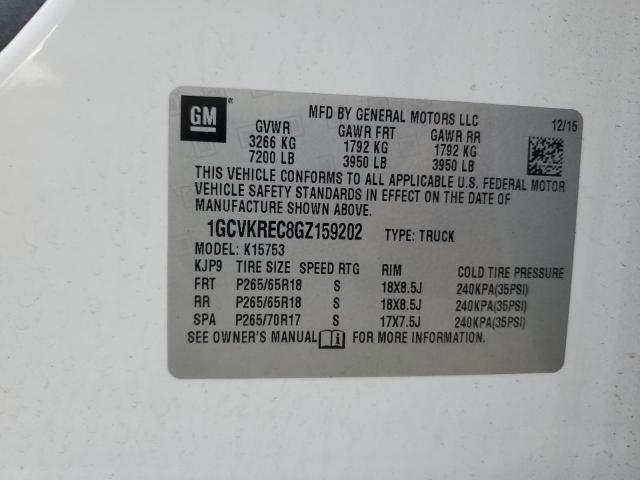 GM
MFD BY GENERAL MOTORS LLC
12/15
GVWR GAWR FRT GAWR RR
3266 KG 1792 KG 1792 KG
7200 LB 3950 LB 3950 LB
THIS VEHICLE CONFORMS TO ALL APPLICABLE U.S. FEDERAL MOTOR
VEHICLE SAFETY STANDARDS IN EFFECT ON THE DATE OF
MANUFACTURE SHOWN ABOVE.
1GCVKREC8GZ159202 TYPE: TRUCK
MODEL: K15753
KJP9 TIRE SIZE SPEED RTG RIM COLD TIRE PRESSURE
FRT P265/65R18 S 18X8.5J 240KPA(35PSI)
RR P265/65R18 S 18X8.5J 240KPA(35PSI)
SPA P265/70R17 S 17X7.5J 240KPA(35PSI)
SEE OWNER'S MANUAL i FOR MORE INFORMATION.